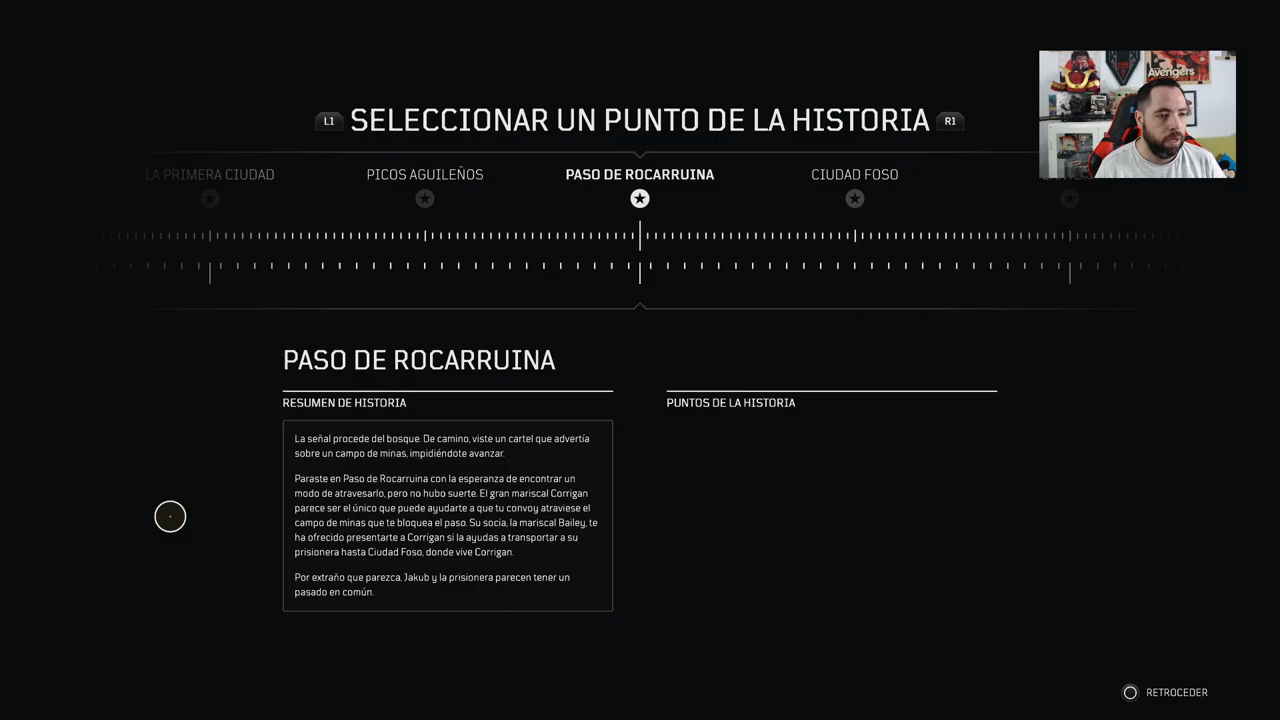 Avengers
L1 SELECCIONAR UN PUNTO DE LA HISTORIA R1
LA PRIMERA CIUDAD PICOS AGUILEÑOS PASO DE ROCARRUINA CIUDAD FOSO
PASO DE ROCARRUINA
RESUMEN DE HISTORIA
PUNTOS DE LA HISTORIA
La señal procede del bosque. De camino, viste un cartel que advertía
sobre un campo de minas, impidiéndote avanzar.
Paraste en Paso de Rocarruina con la esperanza de encontrar un
modo de atravesarlo, pero no hubo suerte. El gran mariscal Corrigan
parece ser el único que puede ayudarte a que tu convoy atraviese el
campo de minas que te bloquea el paso. Su socia, la mariscal Bailey, te
ha ofrecido presentarte a Corrigan si la ayudas a transportar a su
prisionera hasta Ciudad Foso, donde vive Corrigan.
Por extraño que parezca, Jakub y la prisionera parecen tener un
pasado en común.
RETROCEDER